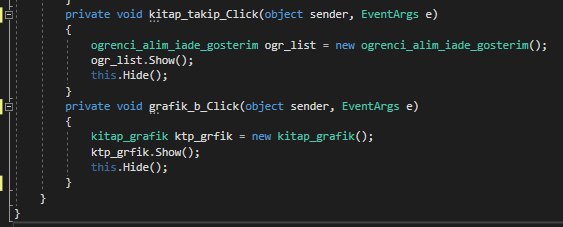 }
private void kitap_takip_Click(object sender, EventArgs e)
{
ogrenci_alim_iade_gosterim ogr_list = new ogrenci_alim_iade_gosterim();
ogr_list.Show();
this.Hide();
}
private void grafik_b_Click(object sender, EventArgs e)
{
kitap_grafik ktp_grfik = new kitap_grafik();
ktp_grfik.Show();
this.Hide();
}
}
}